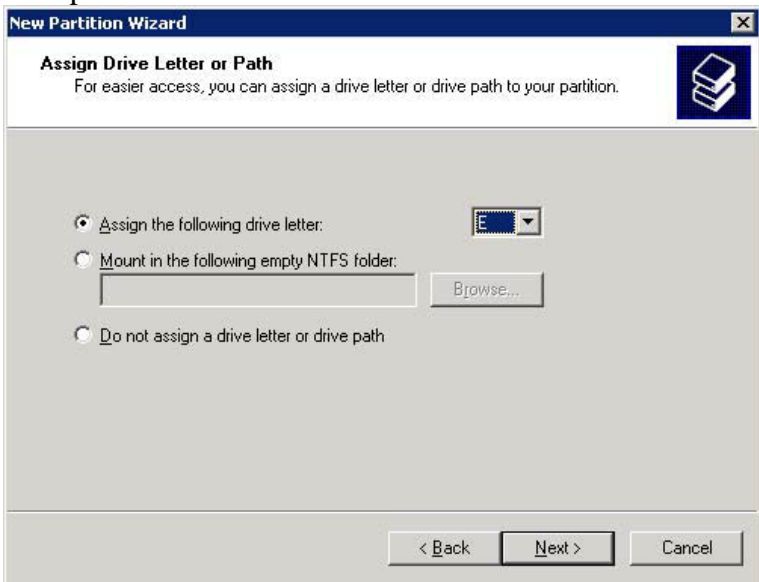 New Partition Wizard
Assign Drive Letter or Path
For easier access, you can assign a drive letter or drive path to your partition.
Assign the following drive letter:
E
Mount in the following empty NTFS folder:
Browse...
Do not assign a drive letter or drive path
< Back
Next >
Cancel